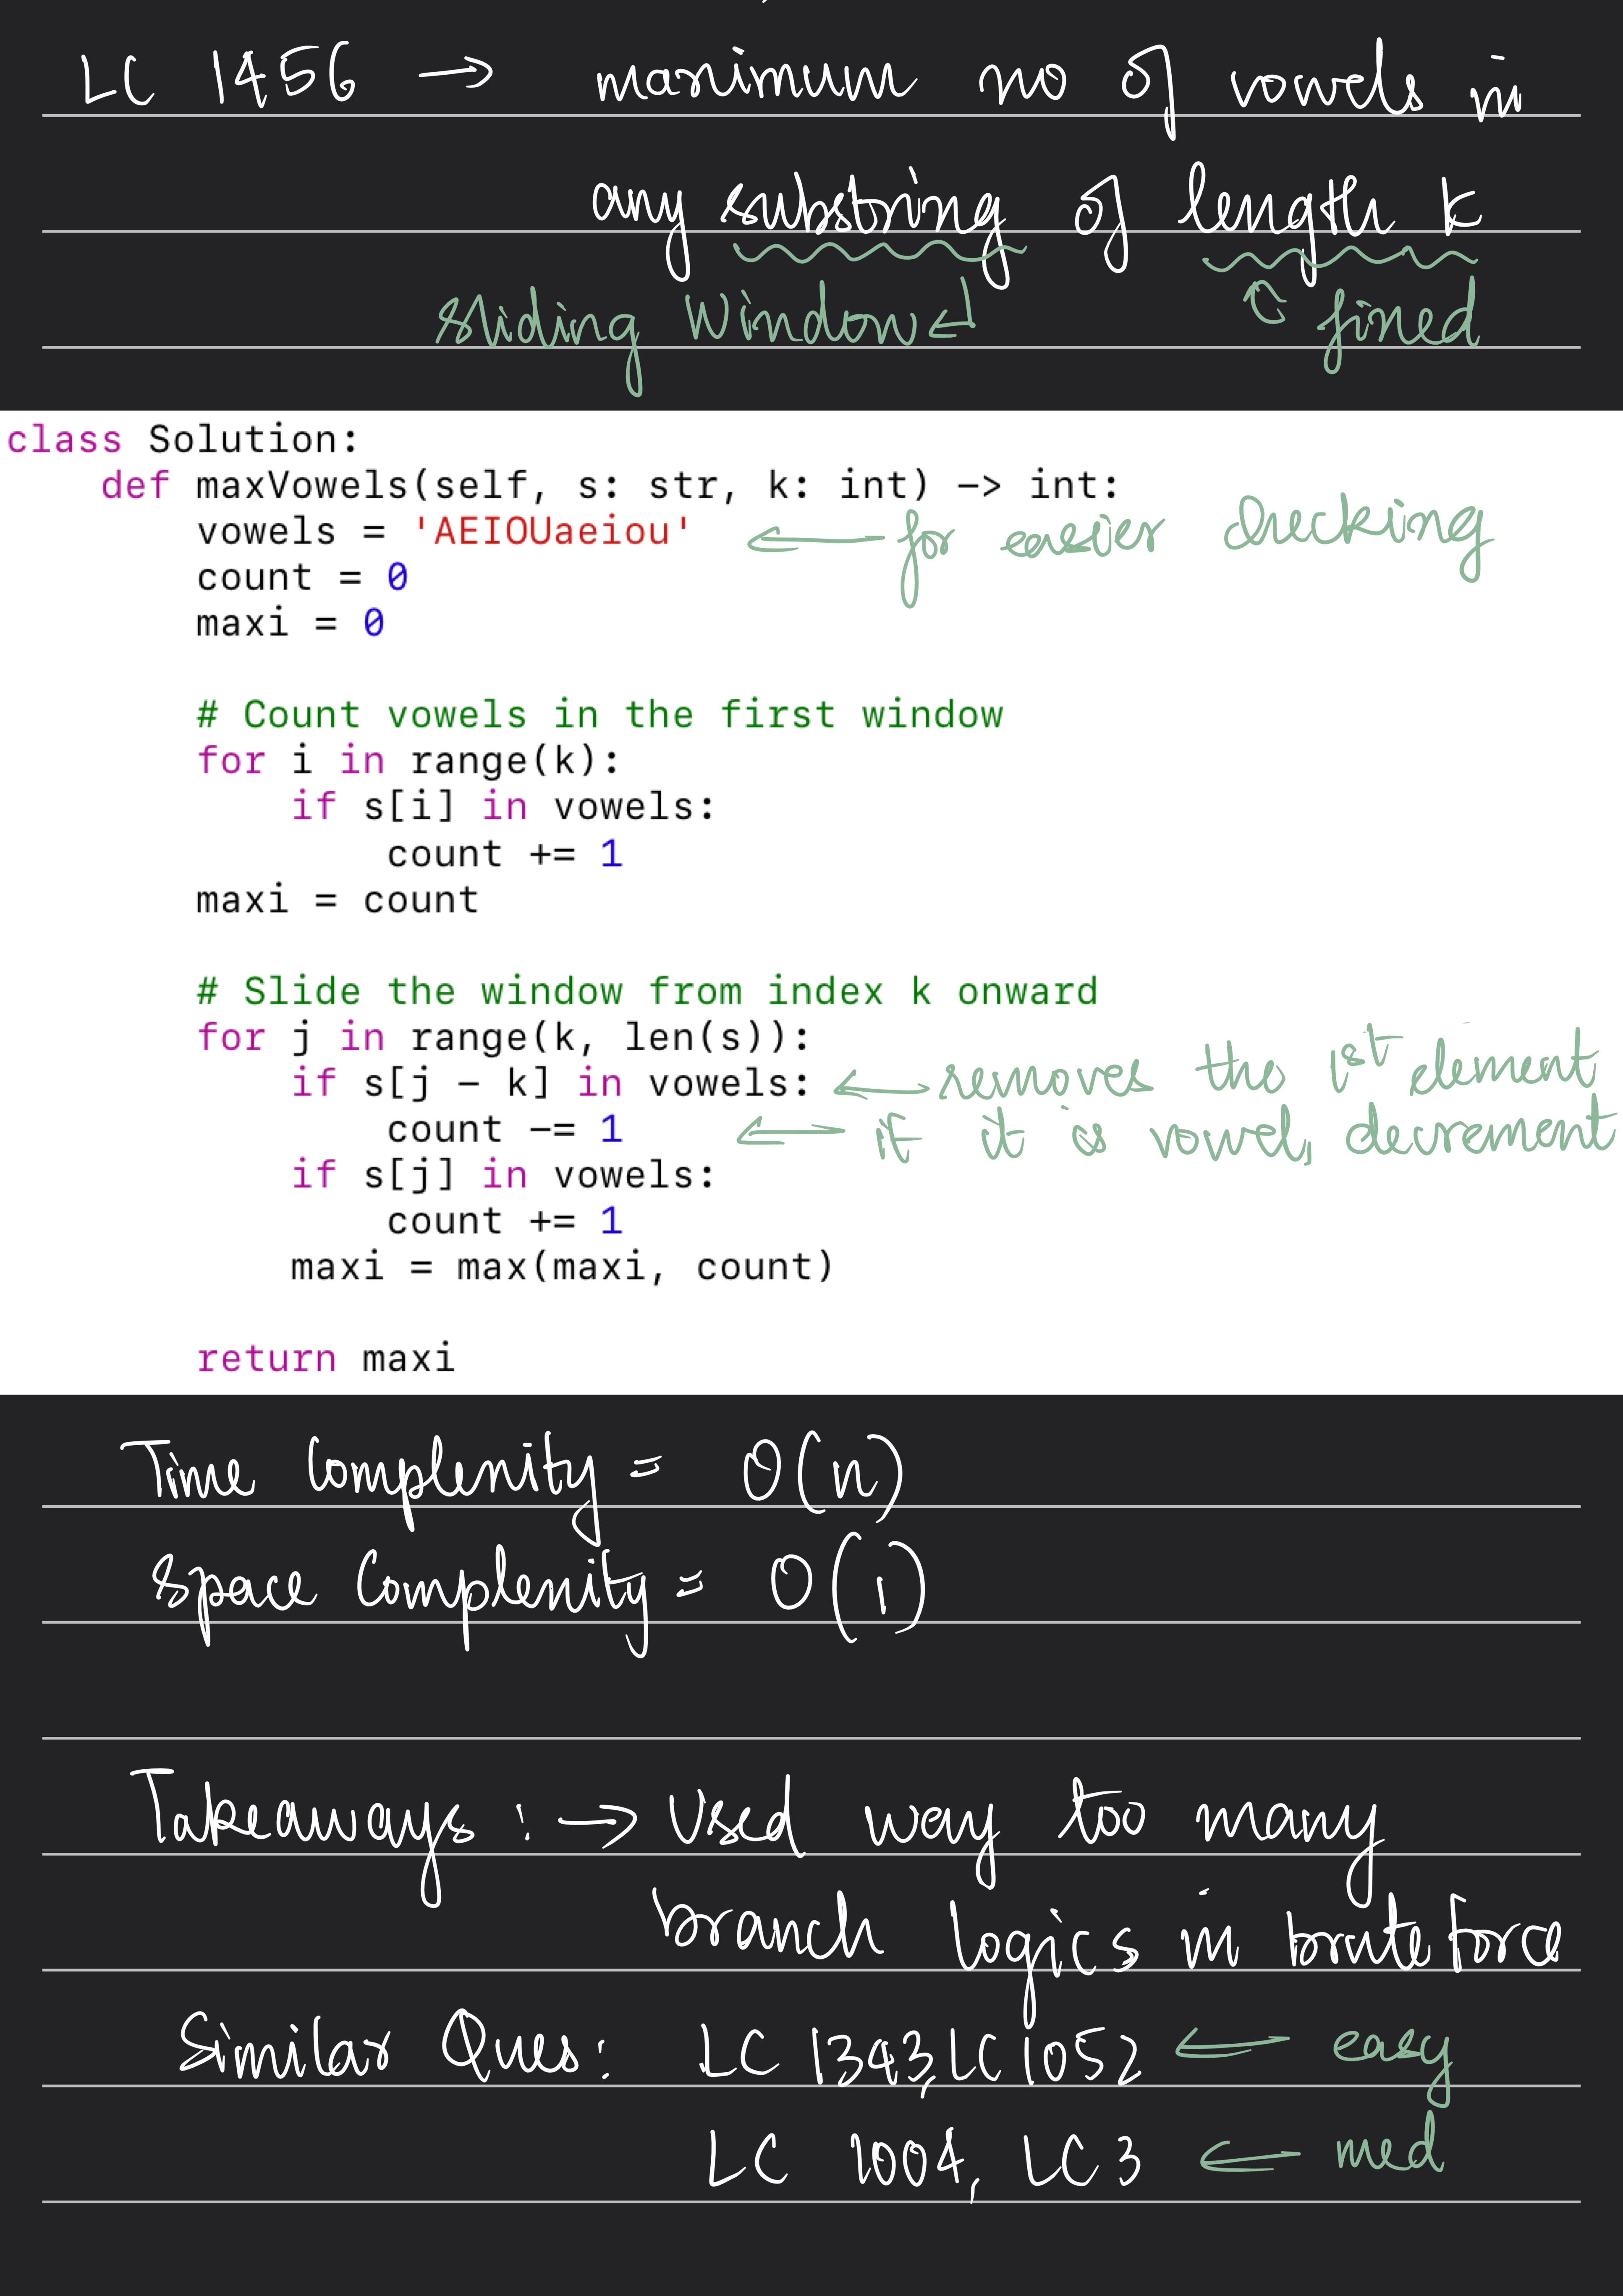 LC 1456 → maximum no of vowels in
any substring of length k
Sliding Window ↵ ↑ fixed
class Solution:
    def maxVowels(self, s: str, k: int) -> int:
        vowels = 'AEIOUaeiou' ← for easier checking
        count = 0
        maxi = 0
        # Count vowels in the first window
        for i in range(k):
            if s[i] in vowels:
                count += 1
        maxi = count
        # Slide the window from index k onward
        for j in range(k, len(s)):
            if s[j - k] in vowels: ← removes the 1st element
                count -= 1 ← if it is vowel, decrement
            if s[j] in vowels:
                count += 1
            maxi = max(maxi, count)
        return maxi
Time Complexity = O(n)
Space Complexity = O(1)
Takeaways : → Used way too many
branch logics in brute force
Similar Ques: LC 1343, LC 1052 ← easy
LC 1004, LC 3 ← med